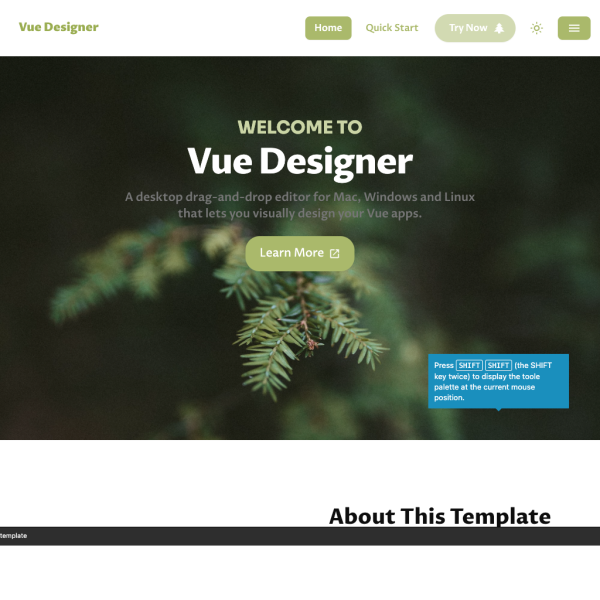 Vue Designer
Home
Quick Start
Try Now
WELCOME TO
Vue Designer
A desktop drag-and-drop editor for Mac, Windows and Linux
that lets you visually design your Vue apps.
Learn More
Press SHIFT SHIFT (the SHIFT
key twice) to display the toole
palette at the current mouse
position.
About This Template
template